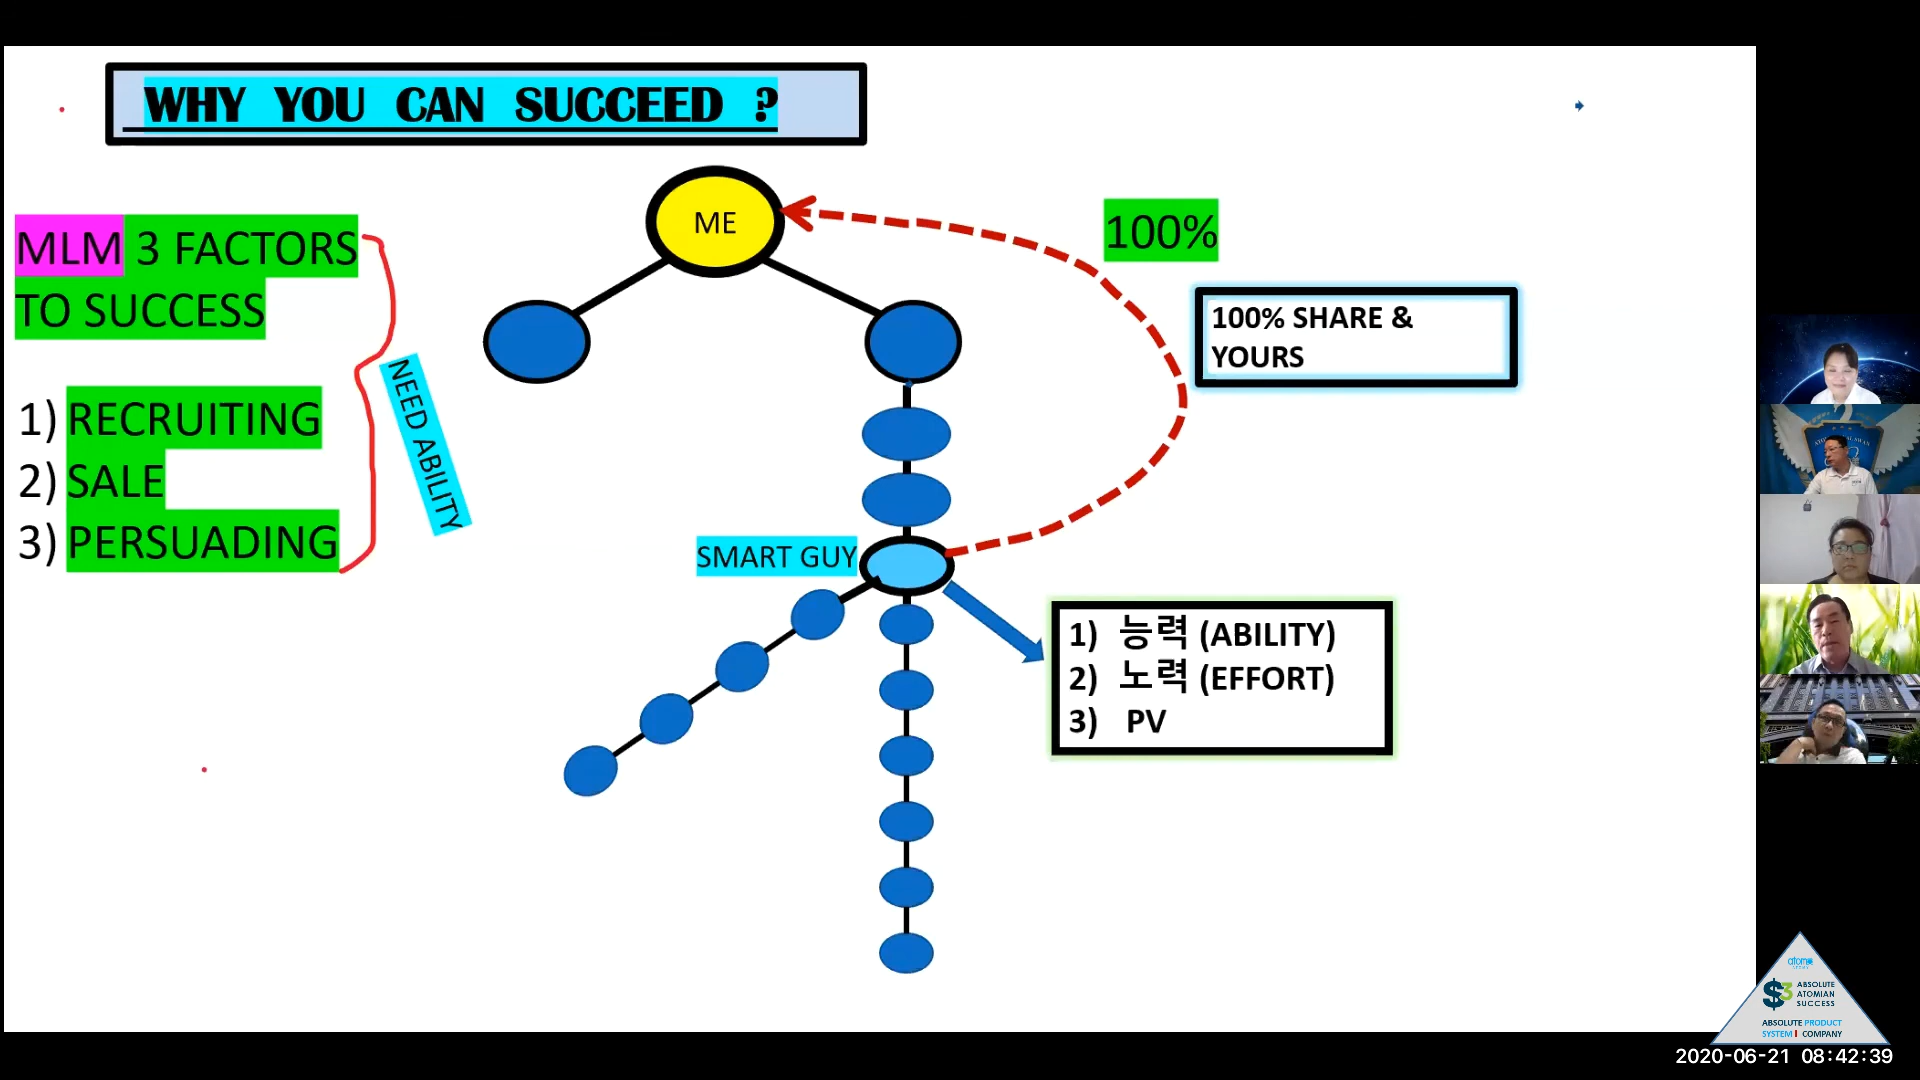 WHY YOU CAN SUCCEED ?
MLM 3 FACTORS
TO SUCCESS
1) RECRUITING
2) SALE
3) PERSUADING
NEED ABILITY
ME
100%
100% SHARE &
YOURS
SMART GUY
1) 능력 (ABILITY)
2) 노력 (EFFORT)
3) PV
atomy
$3 ABSOLUTE
ATOMIAN
SUCCESS
ABSOLUTE PRODUCT
SYSTEM COMPANY
2020-06-21 08:42:39